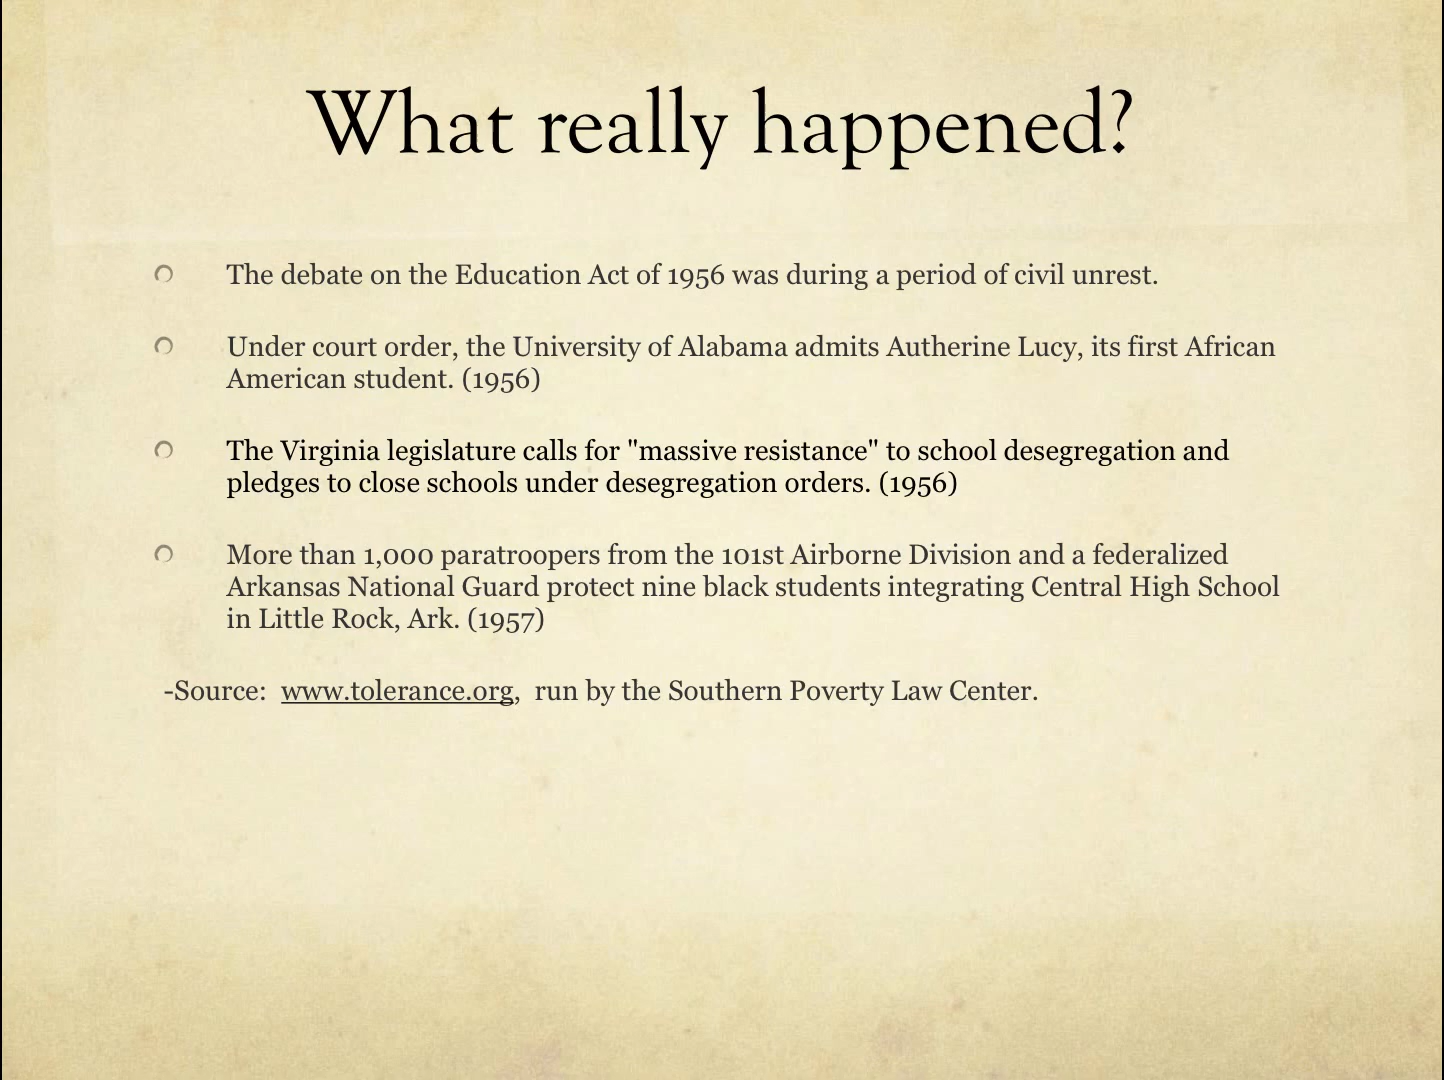 What really happened?
The debate on the Education Act of 1956 was during a period of civil unrest.
Under court order, the University of Alabama admits Autherine Lucy, its first African
American student. (1956)
The Virginia legislature calls for "massive resistance" to school desegregation and
pledges to close schools under desegregation orders. (1956)
More than 1,000 paratroopers from the 101st Airborne Division and a federalized
Arkansas National Guard protect nine black students integrating Central High School
in Little Rock, Ark. (1957)
-Source:  www.tolerance.org,  run by the Southern Poverty Law Center.